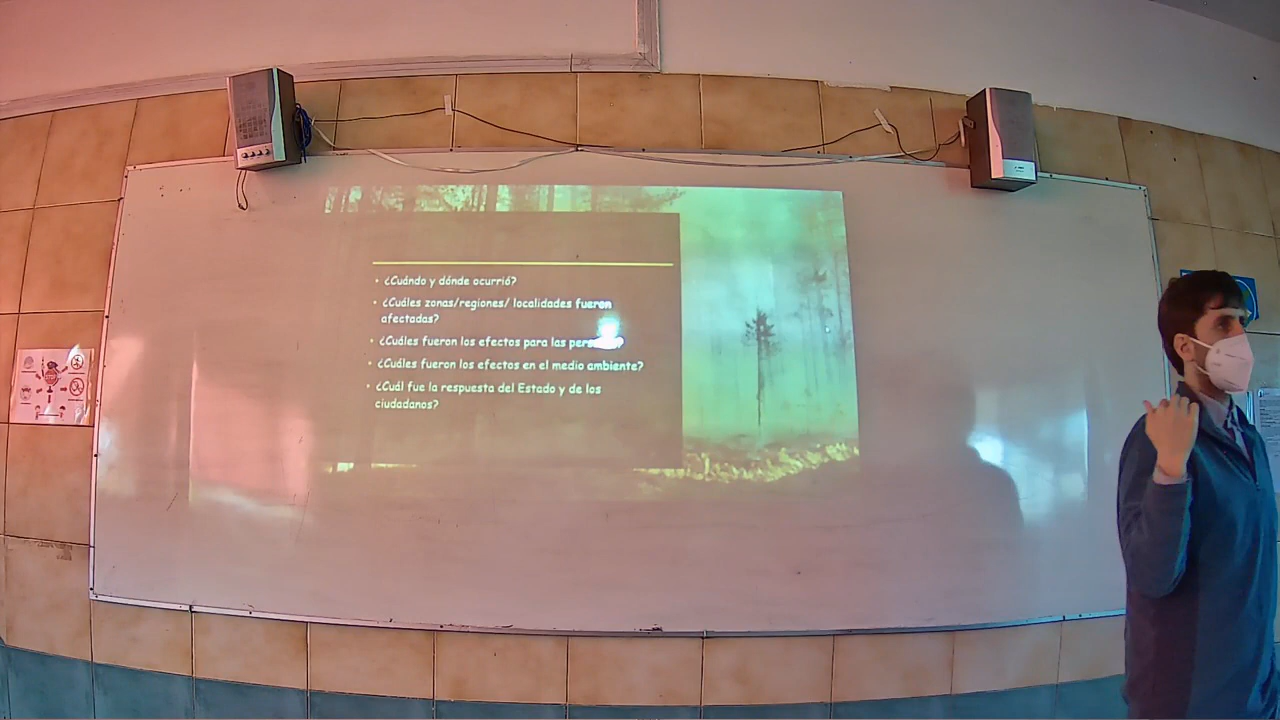 • ¿Cuándo y dónde ocurrió?
• ¿Cuáles zonas/regiones/ localidades fueron
afectadas?
• ¿Cuáles fueron los efectos para las
• ¿Cuáles fueron los efectos en el medio ambiente?
• ¿Cuál fue la respuesta del Estado y de los
ciudadanos?